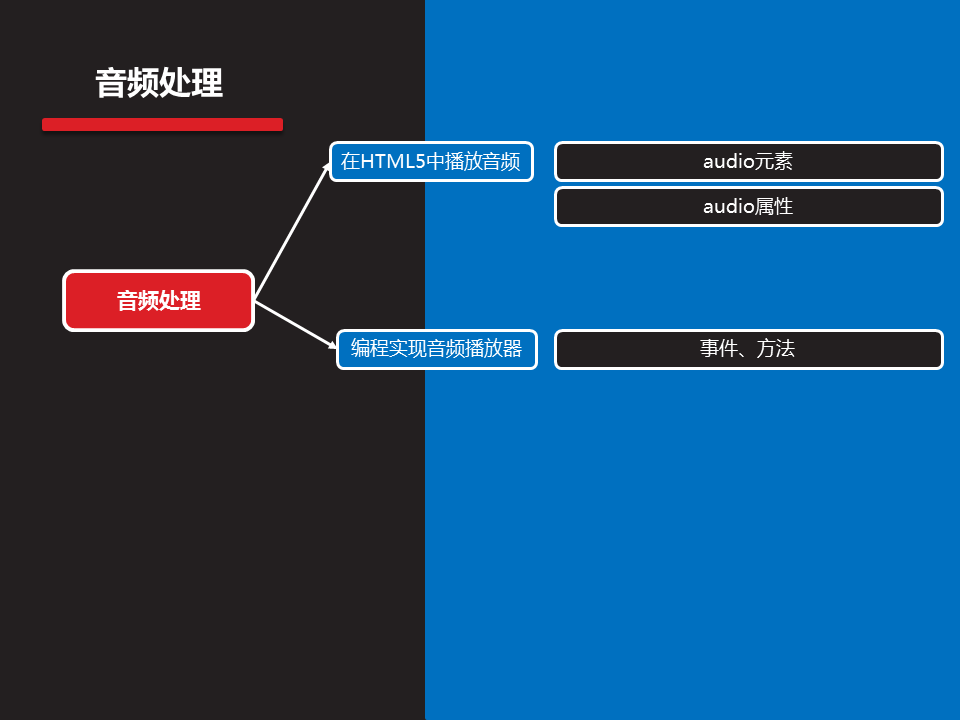 音频处理
在HTML5中播放音频
audio元素
audio属性
音频处理
编程实现音频播放器
事件、方法